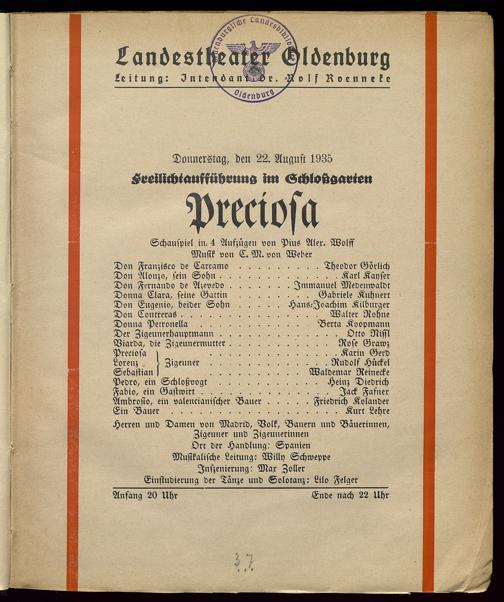 Landesbibliothek
Oldenburg
Landestheater Oldenburg
Leitung: Intendant Dr. Rolf Roenneke
Donnerstag, den 22. August 1935
Freilichtaufführung im Schloßgarten
Preciosa
Schauspiel in 4 Aufzügen von Pius Alex. Wolff
Musik von C. M. von Weber
Don Franzisco de Carcamo . . . . . . . . . Theodor Görlich
Don Alonzo, sein Sohn . . . . . . . . . . . Karl Kayser
Don Fernando de Azevedo . . . . . . . Immanuel Medenwaldt
Donna Clara, seine Gattin . . . . . . . . . Gabriele Kuhnert
Don Eugenio, beider Sohn . . . . . . Hans-Joachim Kilburger
Don Contreras . . . . . . . . . . . . . . Walter Rohne
Donna Petronella . . . . . . . . . . . . Berta Koopmann
Der Zigeunerhauptmann . . . . . . . . . . . Otto Nissl
Viarda, die Zigeunermutter . . . . . . . . . . Rose Grawz
Preciosa . . . . . . . . . . . . Karin Gerd
Lorenz } Zigeuner . . . . . . . . . . Rudolf Hückel
Sebastian . . . . . . . . . . Waldemar Reinecke
Pedro, ein Schloßvogt . . . . . . . . . . Heinz Diedrich
Fabio, ein Gastwirt . . . . . . . . . . . . Jack Fasner
Ambrosio, ein valencianischer Bauer . . . . . Friedrich Kolander
Ein Bauer . . . . . . . . . . . . . . . . Kurt Lehre
Herren und Damen von Madrid, Volk, Bauern und Bäuerinnen,
Zigeuner und Zigeunerinnen
Ort der Handlung: Spanien
Musikalische Leitung: Willy Schweppe
Inszenierung: Max Zoller
Einstudierung der Tänze und Solotanz: Lilo Felger
Anfang 20 Uhr Ende nach 22 Uhr
37